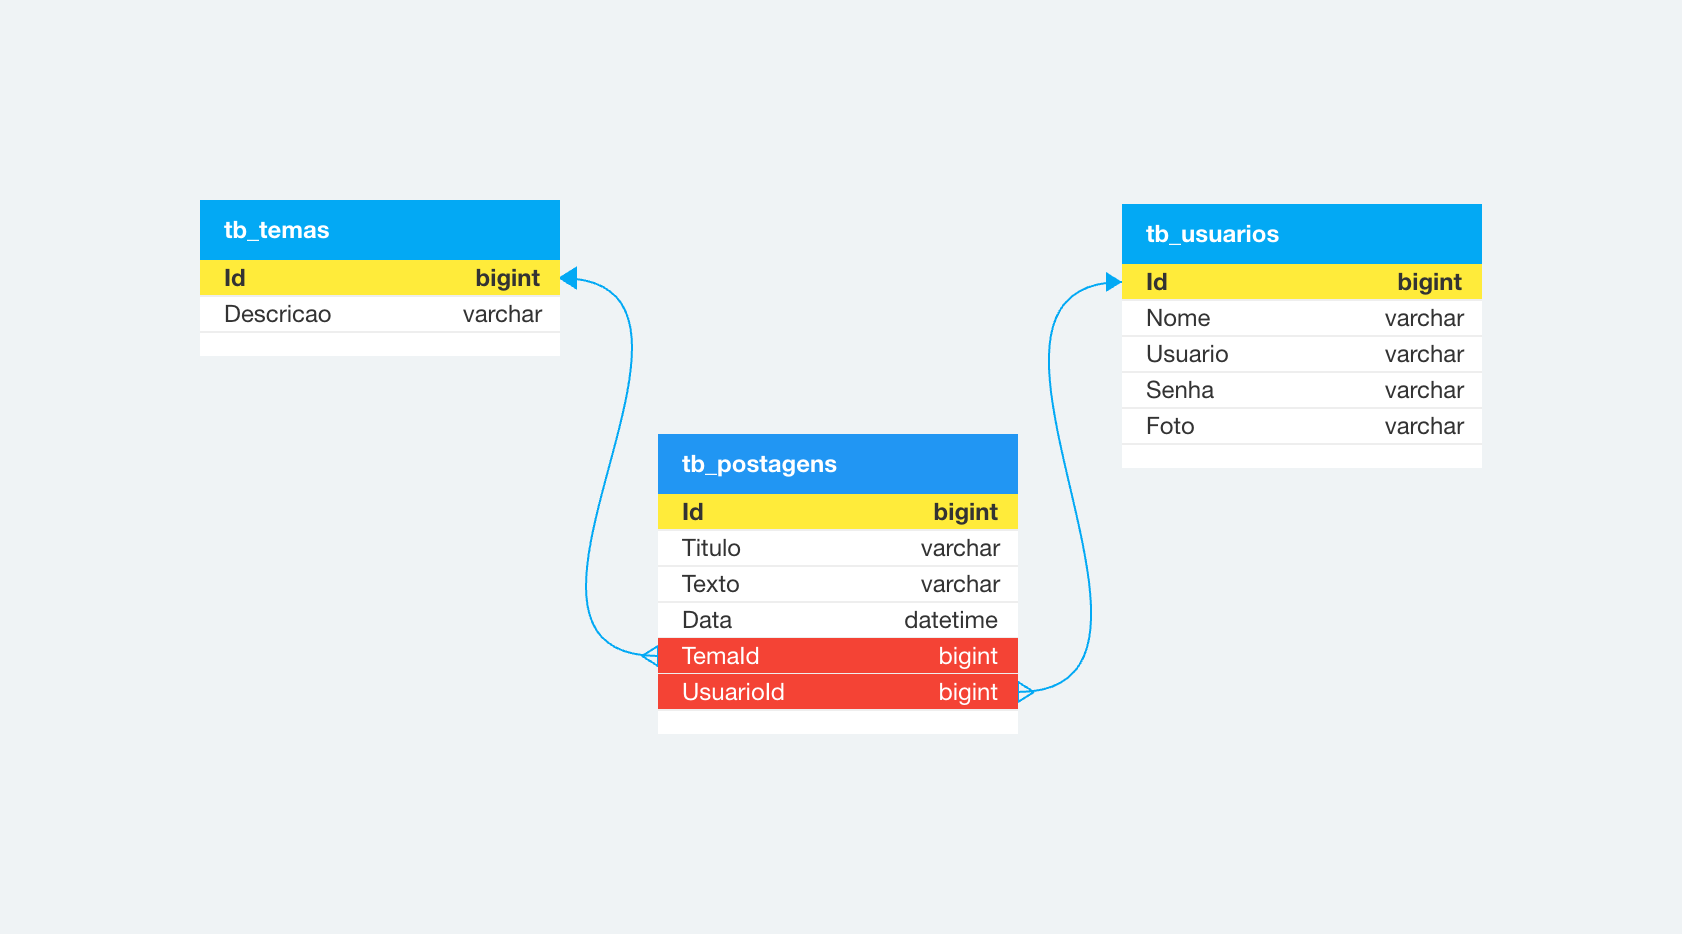 tb_temas
Id bigint
Descricao varchar
tb_usuarios
Id bigint
Nome varchar
Usuario varchar
Senha varchar
Foto varchar
tb_postagens
Id bigint
Titulo varchar
Texto varchar
Data datetime
TemaId bigint
UsuarioId bigint